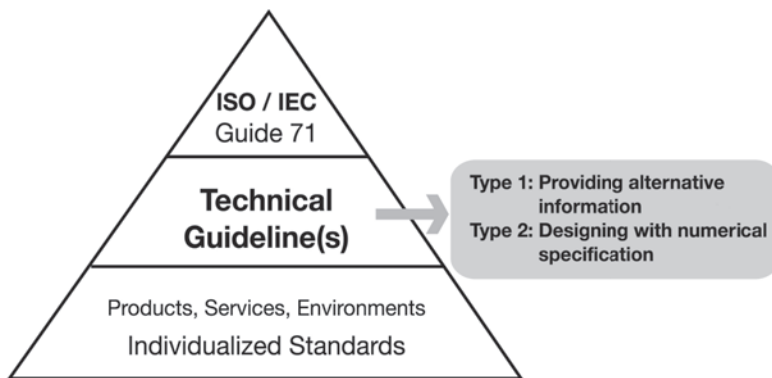 ISO / IEC
Guide 71
Technical
Guideline(s)
Type 1: Providing alternative
information
Type 2: Designing with numerical
specification
Products, Services, Environments
Individualized Standards